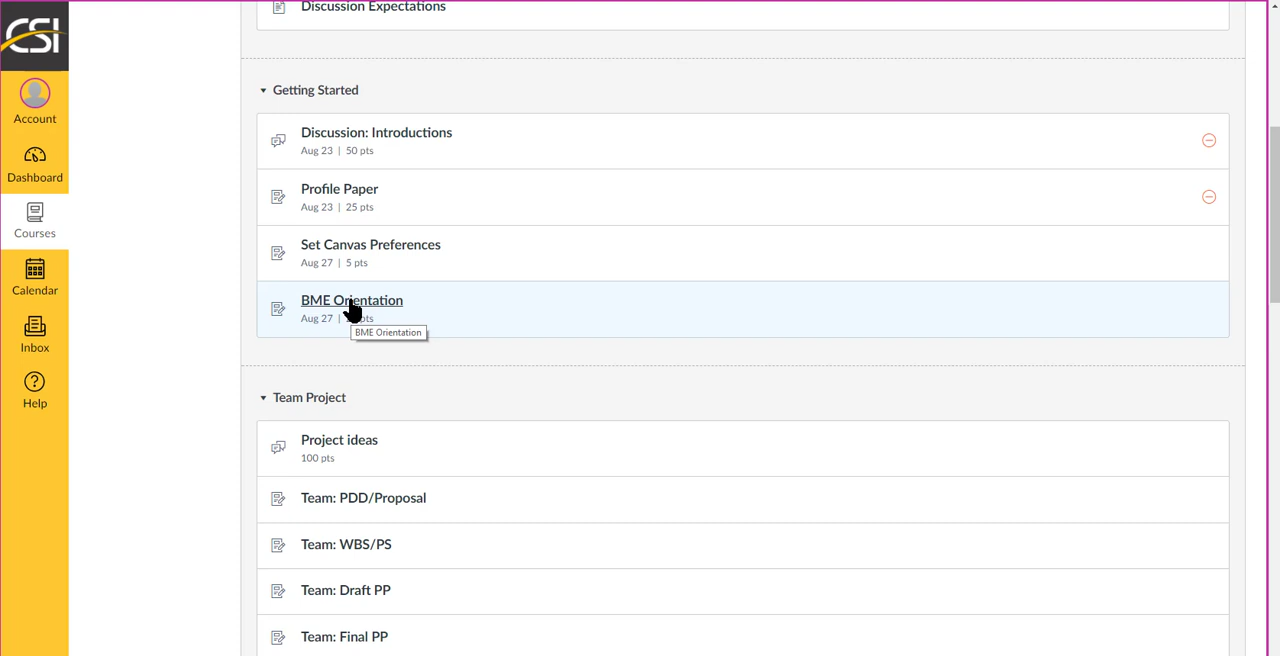 CSI
Account
Dashboard
Courses
Calendar
Inbox
Help
Discussion Expectations
Getting Started
Discussion: Introductions
Aug 23 | 50 pts
Profile Paper
Aug 23 | 25 pts
Set Canvas Preferences
Aug 27 | 5 pts
BME Orientation
Aug 27 | pts
BME Orientation
Team Project
Project ideas
100 pts
Team: PDD/Proposal
Team: WBS/PS
Team: Draft PP
Team: Final PP